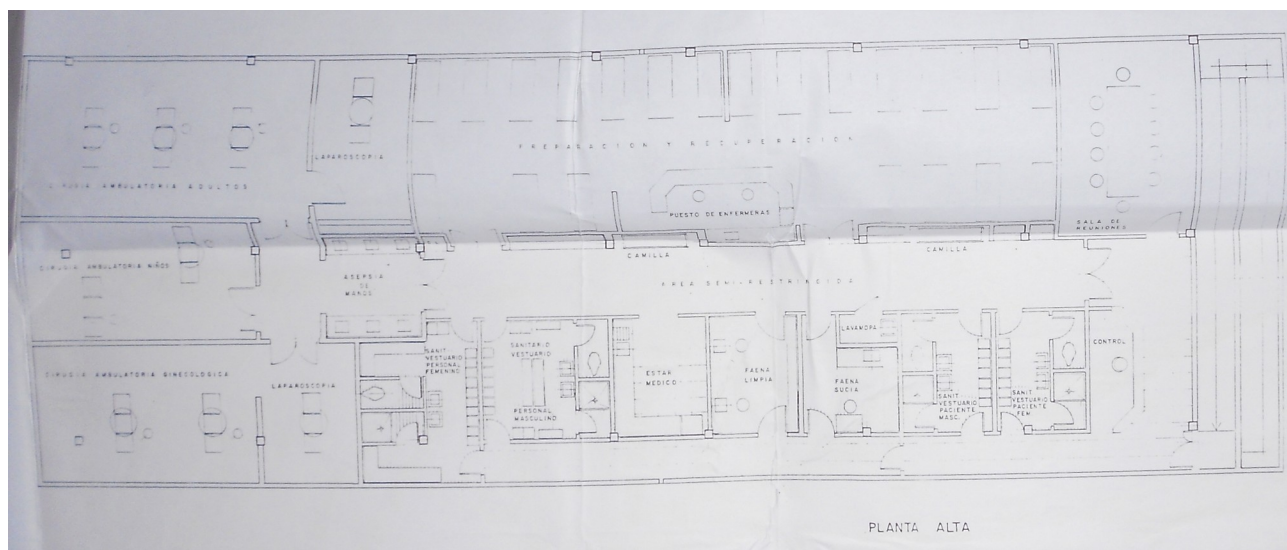 LAPAROSCOPIA
CIRUGIA AMBULATORIA ADULTOS
PREPARACION Y RECUPERACION
PUESTO DE ENFERMERAS
SALA DE
REUNIONES
CIRUGIA AMBULATORIA NIÑOS
ASEPSIA
DE
MANOS
CAMILLA
CAMILLA
AREA SEMI-RESTRINGIDA
CIRUGIA AMBULATORIA GINECOLOGICA
LAPAROSCOPIA
SANIT.
VESTUARIO
PERSONAL
FEMENINO
SANITARIO
VESTUARIO
PERSONAL
MASCULINO
ESTAR
MEDICO
FAENA
LIMPIA
LAVAMOPA
FAENA
SUCIA
SANIT.
VESTUARIO
PACIENTE
MASC.
SANIT.
VESTUARIO
PACIENTE
FEM.
CONTROL
PLANTA ALTA